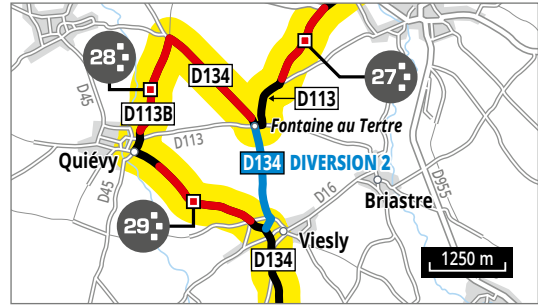 28
D45
D134
D113B
D113
27
D113
Fontaine au Tertre
D134 DIVERSION 2
Quiévy
D45
D16
D955
Briastre
29
Viesly
D134
1250 m